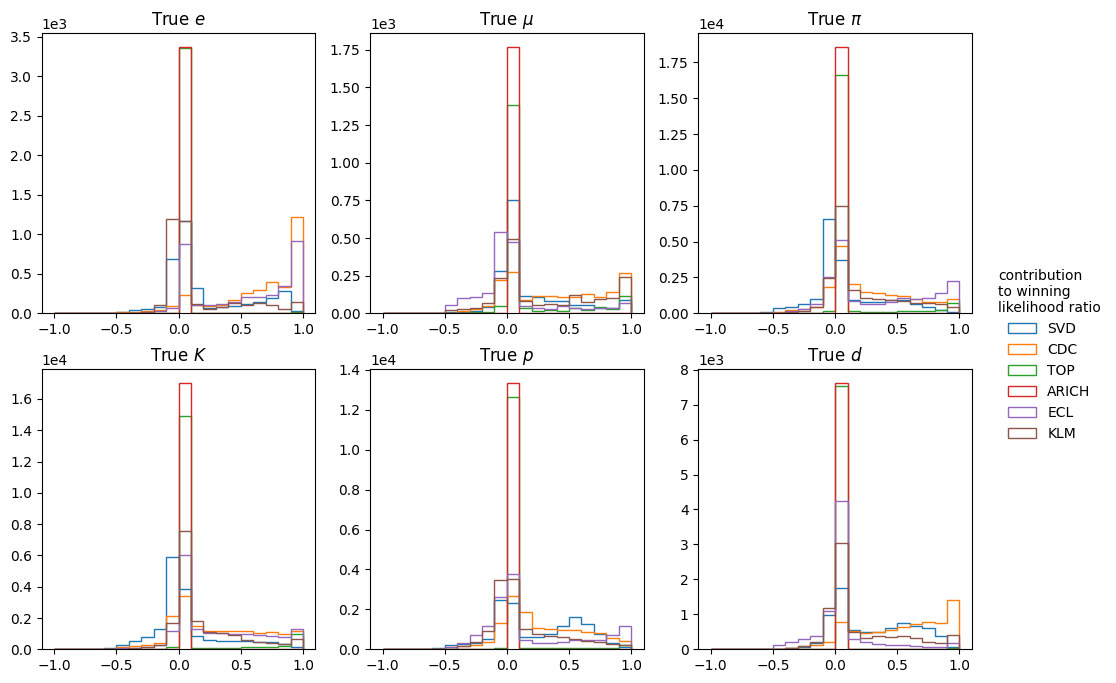 True e
1e3
3.5
3.0
2.5
2.0
1.5
1.0
0.5
0.0
−1.0 −0.5 0.0 0.5 1.0
True μ
1e3
1.75
1.50
1.25
1.00
0.75
0.50
0.25
0.00
−1.0 −0.5 0.0 0.5 1.0
True π
1e4
1.75
1.50
1.25
1.00
0.75
0.50
0.25
0.00
−1.0 −0.5 0.0 0.5 1.0
True K
1e4
1.6
1.4
1.2
1.0
0.8
0.6
0.4
0.2
0.0
−1.0 −0.5 0.0 0.5 1.0
True p
1e4
1.4
1.2
1.0
0.8
0.6
0.4
0.2
0.0
−1.0 −0.5 0.0 0.5 1.0
True d
1e3
8
7
6
5
4
3
2
1
0
−1.0 −0.5 0.0 0.5 1.0
contribution
to winning
likelihood ratio
SVD
CDC
TOP
ARICH
ECL
KLM